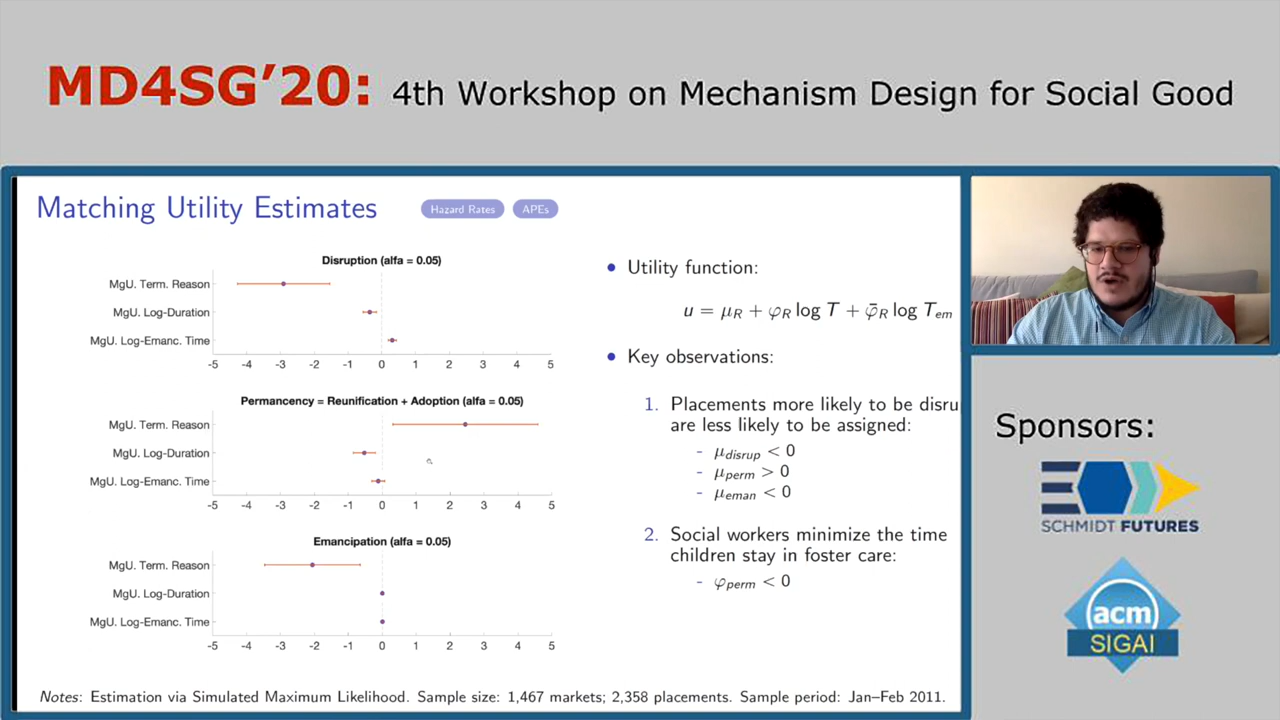 MD4SG’20: 4th Workshop on Mechanism Design for Social Good
Matching Utility Estimates
Hazard Rates
APEs
Disruption (alfa = 0.05)
MgU. Term. Reason
MgU. Log-Duration
MgU. Log-Emanc. Time
-5 -4 -3 -2 -1 0 1 2 3 4 5
Permancency = Reunification + Adoption (alfa = 0.05)
MgU. Term. Reason
MgU. Log-Duration
MgU. Log-Emanc. Time
-5 -4 -3 -2 -1 0 1 2 3 4 5
Emancipation (alfa = 0.05)
MgU. Term. Reason
MgU. Log-Duration
MgU. Log-Emanc. Time
-5 -4 -3 -2 -1 0 1 2 3 4 5
• Utility function:
u = μ_R + φ_R log T + φ̄_R log T_em
• Key observations:
1. Placements more likely to be disru
are less likely to be assigned:
- μ_disrup < 0
- μ_perm > 0
- μ_eman < 0
2. Social workers minimize the time
children stay in foster care:
- φ_perm < 0
Notes: Estimation via Simulated Maximum Likelihood. Sample size: 1,467 markets; 2,358 placements. Sample period: Jan–Feb 2011.
Sponsors:
SCHMIDT FUTURES
acm
SIGAI